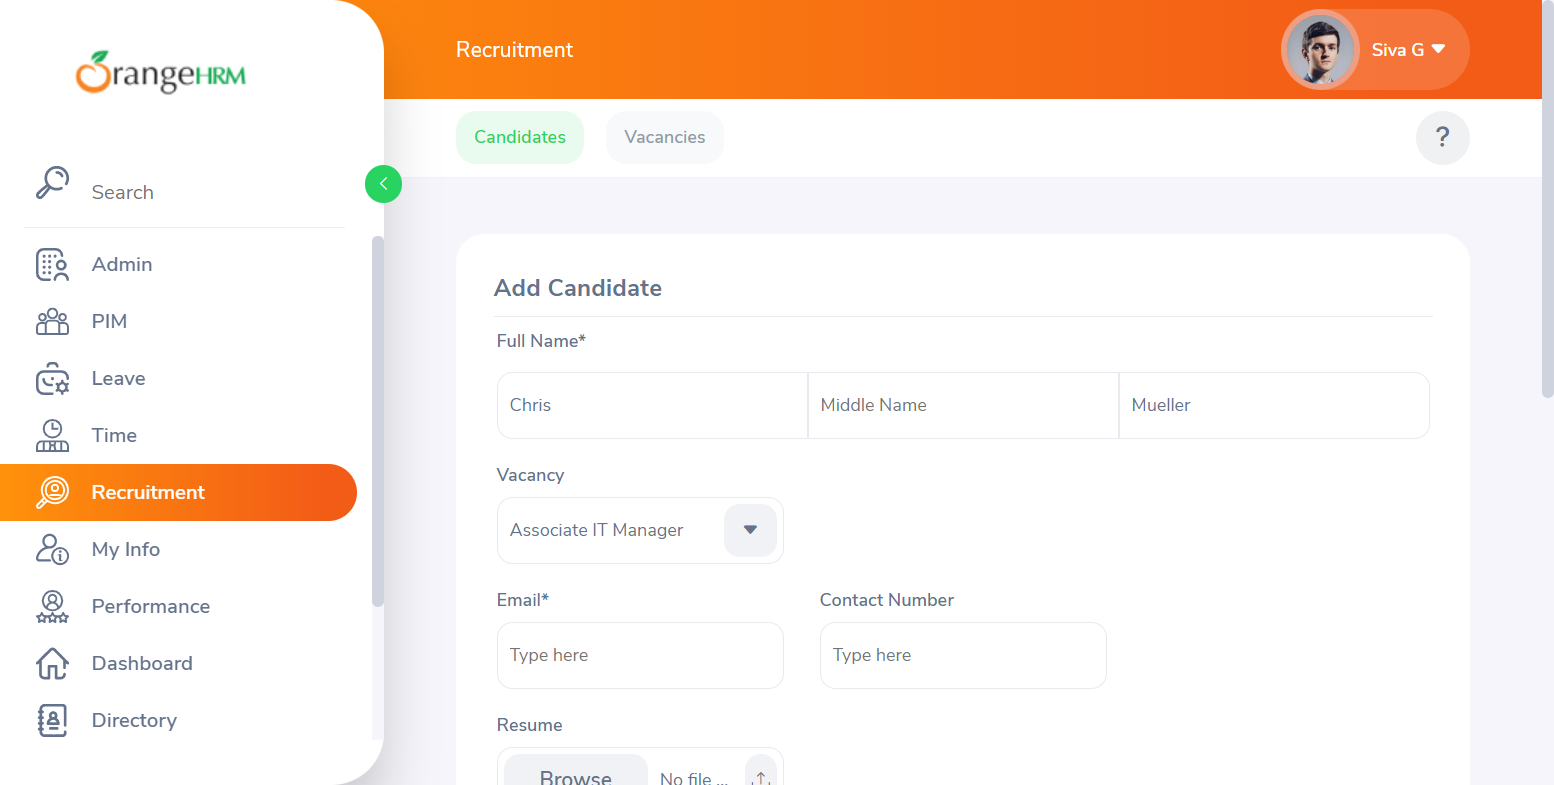 OrangeHRM
Recruitment
Siva G
Candidates
Vacancies
?
Search
Admin
PIM
Leave
Time
Recruitment
My Info
Performance
Dashboard
Directory
Add Candidate
Full Name*
Chris
Middle Name
Mueller
Vacancy
Associate IT Manager
Email*
Contact Number
Type here
Type here
Resume
Browse
No file ...